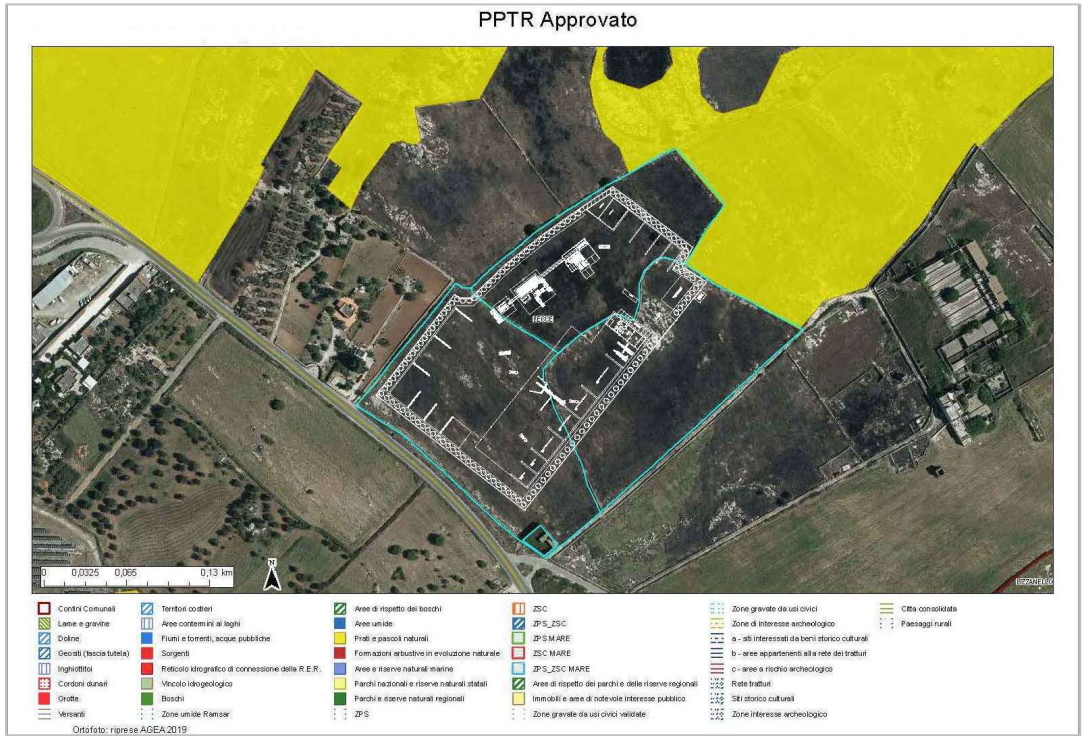 PPTR Approvato
LECCE
LIZZANELLO
0 0,0325 0,065 0,13 km
N
Confini Comunali
Lame e gravine
Doline
Geositi (fascia tutela)
Inghiottitoi
Cordoni dunari
Grotte
Versanti
Territori costieri
Aree contermini ai laghi
Fiumi e torrenti, acque pubbliche
Sorgenti
Reticolo idrografico di connessione della R.E.R.
Vincolo idrogeologico
Boschi
Zone umide Ramsar
Aree di rispetto dei boschi
Aree umide
Prati e pascoli naturali
Formazioni arbustive in evoluzione naturale
Aree e riserve naturali marine
Parchi nazionali e riserve naturali statali
Parchi e riserve naturali regionali
ZPS
ZSC
ZPS_ZSC
ZPS MARE
ZSC MARE
ZPS_ZSC MARE
Aree di rispetto dei parchi e delle riserve regionali
Immobili e aree di notevole interesse pubblico
Zone gravate da usi civici validate
Zone gravate da usi civici
Zone di interesse archeologico
a - siti interessati da beni storico culturali
b - aree appartenenti alla rete dei tratturi
c - aree a rischio archeologico
Rete tratturi
Siti storico culturali
Zone interesse archeologico
Città consolidata
Paesaggi rurali
Ortofoto: riprese AGEA 2019